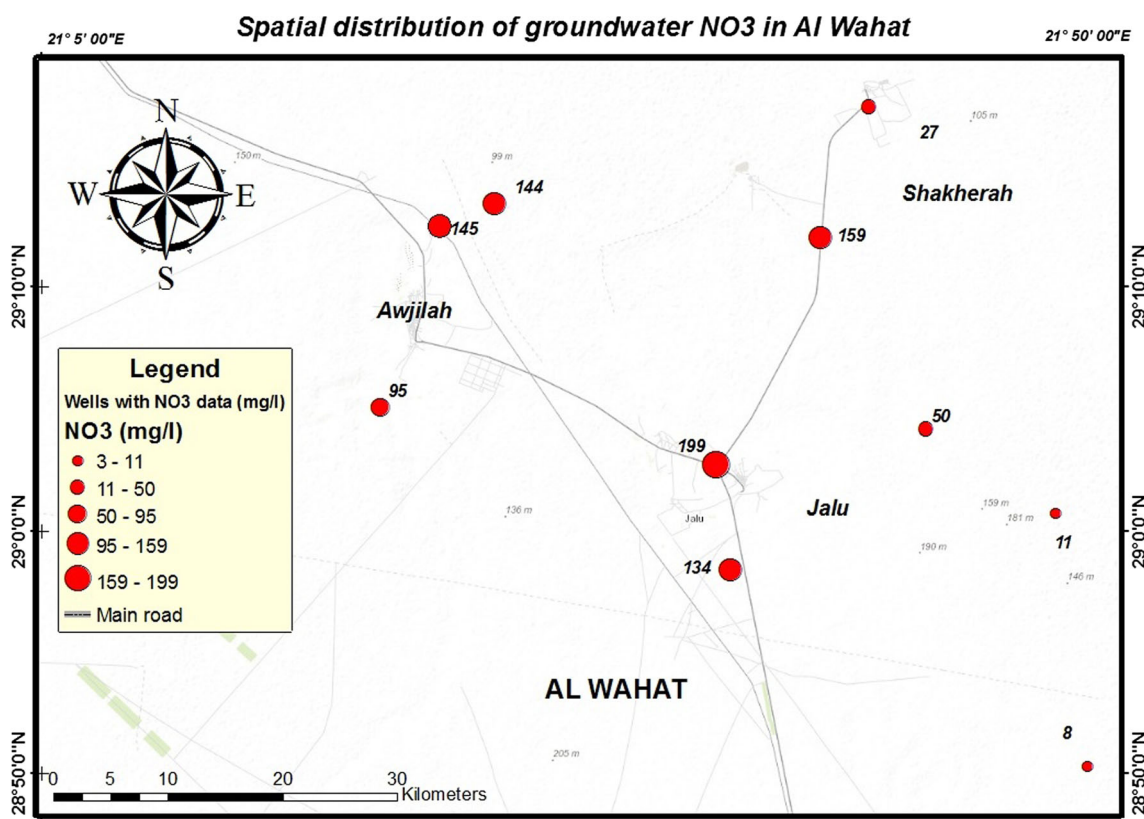 Spatial distribution of groundwater NO3 in Al Wahat
21° 5' 00"E
21° 50' 00"E
N
W
E
S
150 m
99 m
105 m
27
144
145
Shakherah
159
29°10'0"N
29°10'0"N
Awjilah
95
50
199
Jalu
Jalu
136 m
159 m
181 m
190 m
11
146 m
29°0'0"N
29°0'0"N
134
Legend
Wells with NO3 data (mg/l)
NO3 (mg/l)
3 - 11
11 - 50
50 - 95
95 - 159
159 - 199
Main road
AL WAHAT
8
205 m
28°50'0"N
28°50'0"N
0 5 10 20 30
Kilometers